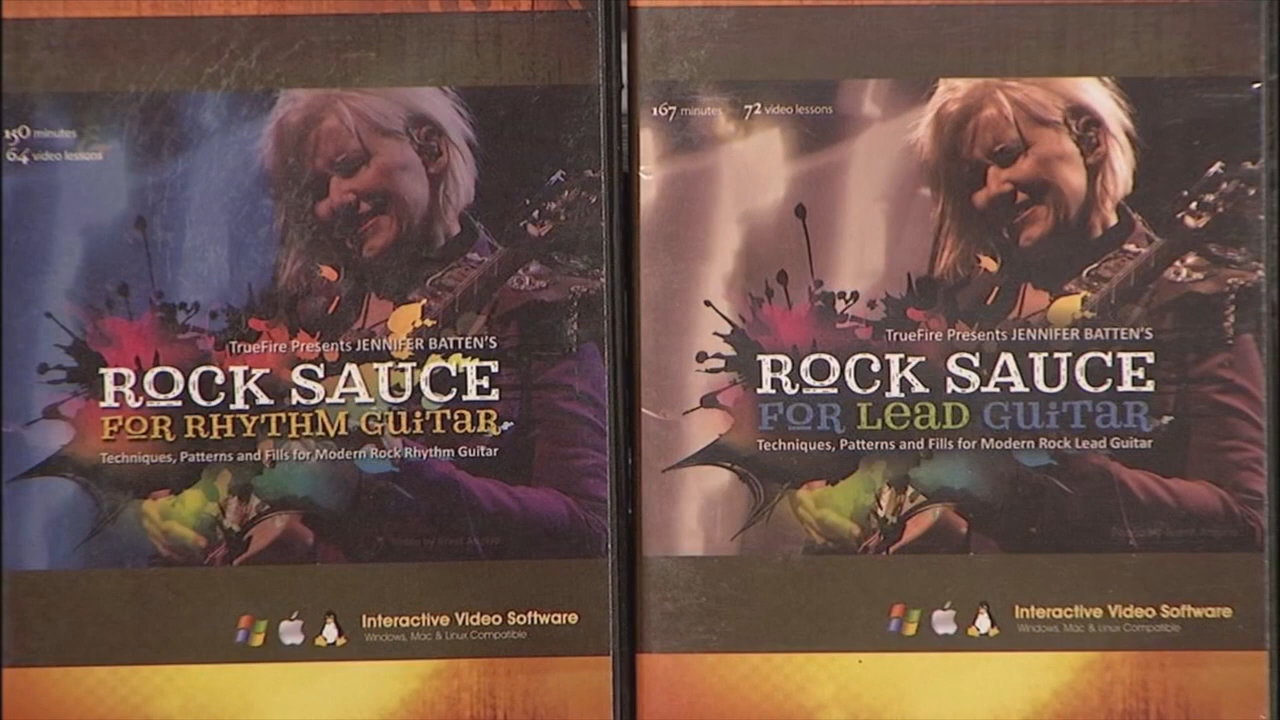 150 minutes
64 video lessons
TrueFire Presents JENNIFER BATTEN'S
ROCK SAUCE
FOR RHYTHM GUiTAR
Techniques, Patterns and Fills for Modern Rock Rhythm Guitar
Interactive Video Software
Windows, Mac & Linux Compatible
167 minutes 72 video lessons
TrueFire Presents JENNIFER BATTEN'S
ROCK SAUCE
FOR LeAD GUiTAR
Techniques, Patterns and Fills for Modern Rock Lead Guitar
Interactive Video Software
Windows, Mac & Linux Compatible